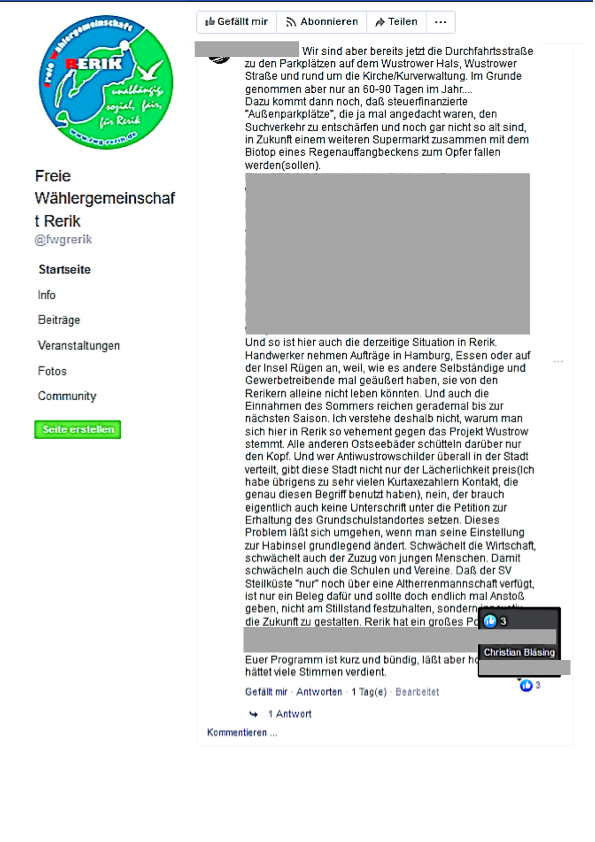 Gefällt mir
Abonnieren
Teilen
...
Freie Wählergemeinschaft
RERIK
unabhängig,
sozial, fair,
für Rerik
www.fwg-rerik.de
Freie
Wählergemeinschaf
t Rerik
@fwgrerik
Startseite
Info
Beiträge
Veranstaltungen
Fotos
Community
Seite erstellen
Wir sind aber bereits jetzt die Durchfahrtsstraße
zu den Parkplätzen auf dem Wustrower Hals, Wustrower
Straße und rund um die Kirche/Kurverwaltung. Im Grunde
genommen aber nur an 60-90 Tagen im Jahr....
Dazu kommt dann noch, daß steuerfinanzierte
"Außenparkplätze", die ja mal angedacht waren, den
Suchverkehr zu entschärfen und noch gar nicht so alt sind,
in Zukunft einem weiteren Supermarkt zusammen mit dem
Biotop eines Regenauffangbeckens zum Opfer fallen
werden(sollen).
Und so ist hier auch die derzeitige Situation in Rerik.
Handwerker nehmen Aufträge in Hamburg, Essen oder auf
der Insel Rügen an, weil, wie es andere Selbständige und
Gewerbetreibende mal geäußert haben, sie von den
Rerikern alleine nicht leben könnten. Und auch die
Einnahmen des Sommers reichen gerademal bis zur
nächsten Saison. Ich verstehe deshalb nicht, warum man
sich hier in Rerik so vehement gegen das Projekt Wustrow
stemmt. Alle anderen Ostseebäder schütteln darüber nur
den Kopf. Und wer Antiwustrowschilder überall in der Stadt
verteilt, gibt diese Stadt nicht nur der Lächerlichkeit preis(Ich
habe übrigens zu sehr vielen Kurtaxezahlern Kontakt, die
genau diesen Begriff benutzt haben), nein, der brauch
eigentlich auch keine Unterschrift unter die Petition zur
Erhaltung des Grundschulstandortes setzen. Dieses
Problem läßt sich umgehen, wenn man seine Einstellung
zur Habinsel grundlegend ändert. Schwächelt die Wirtschaft,
schwächelt auch der Zuzug von jungen Menschen. Damit
schwächeln auch die Schulen und Vereine. Daß der SV
Steilküste "nur" noch über eine Altherrenmannschaft verfügt,
ist nur ein Beleg dafür und sollte doch endlich mal Anstoß
geben, nicht am Stillstand festzuhalten, sondern
die Zukunft zu gestalten. Rerik hat ein großes
3
Christian Bläsing
Euer Programm ist kurz und bündig, läßt aber
hättet viele Stimmen verdient.
Gefällt mir · Antworten · 1 Tag(e) · Bearbeitet
3
1 Antwort
Kommentieren ...